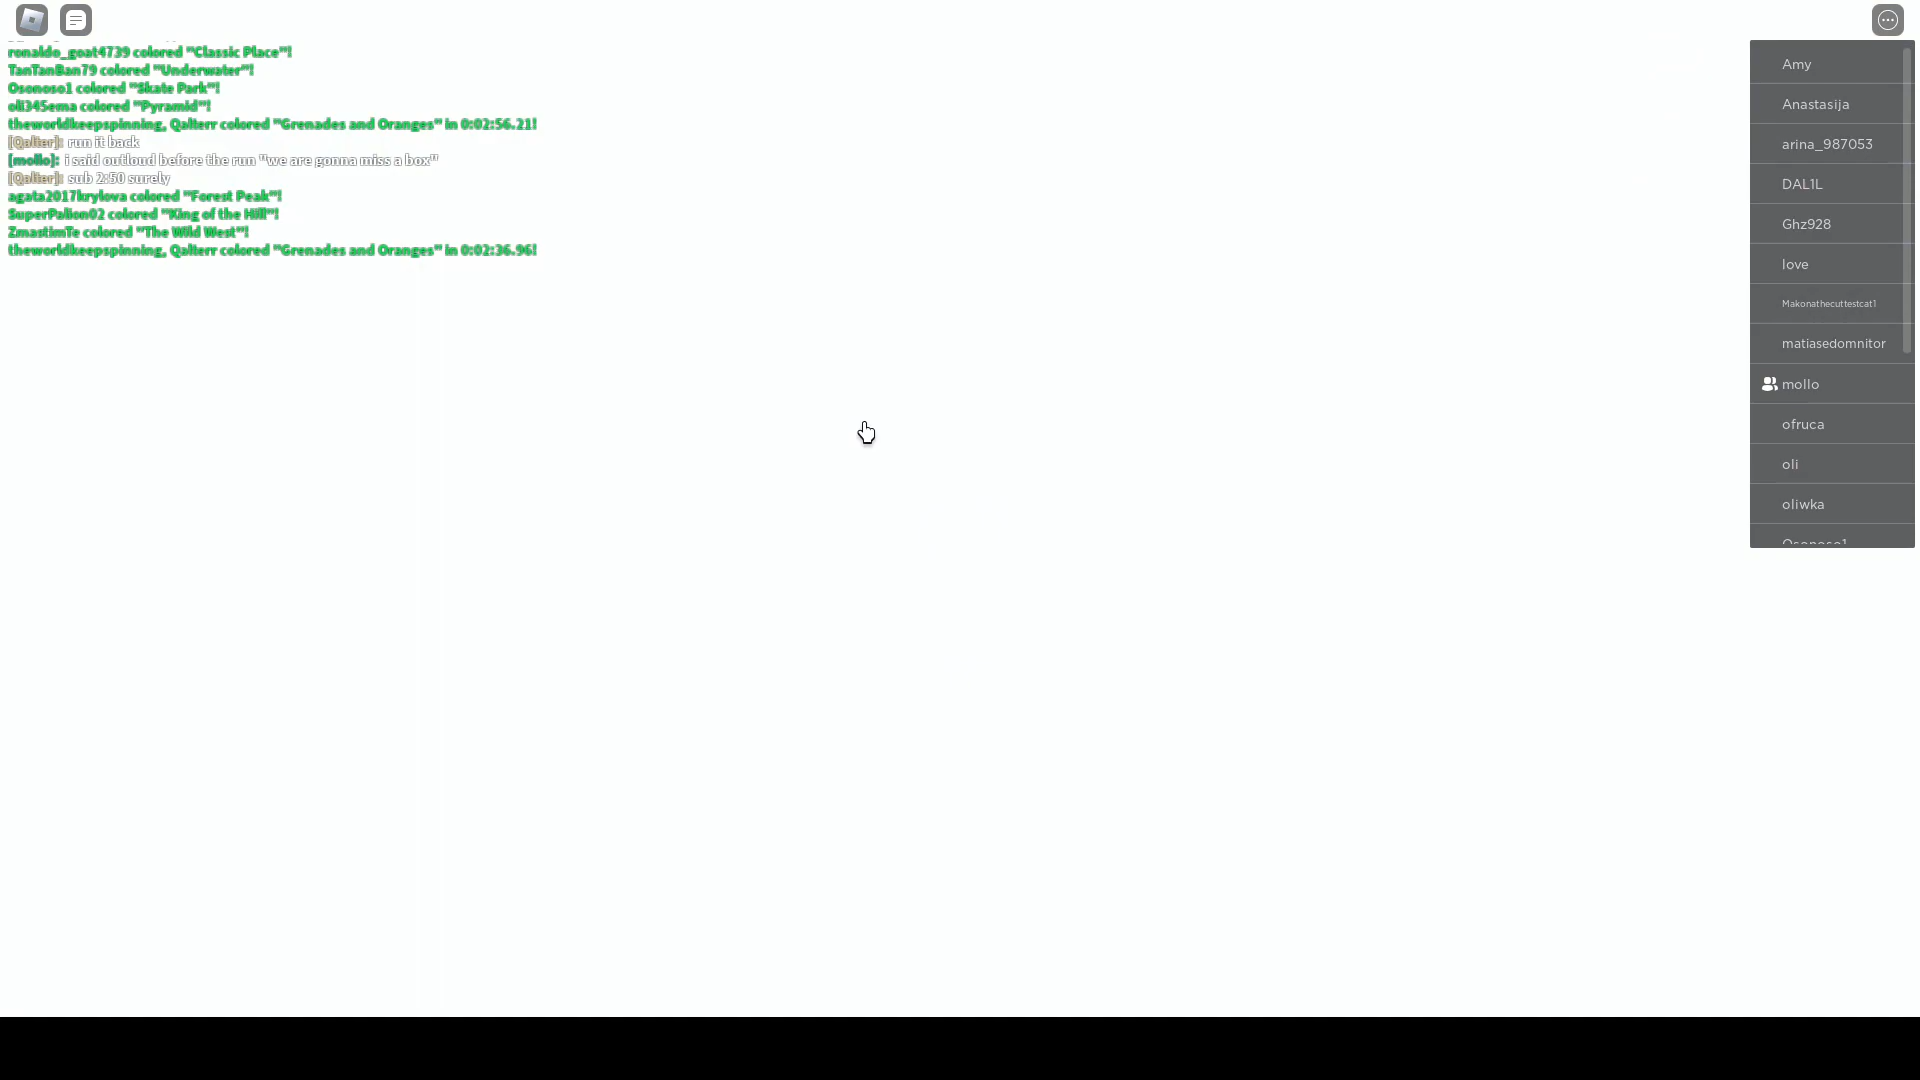 ronaldo_goat4739 colored "Classic Place"!
TanTanBan79 colored "Underwater"!
Osonoso1 colored "Skate Park"!
oli345ema colored "Pyramid"!
theworldkeepspinning, Qalterr colored "Grenades and Oranges" in 0:02:56.21!
[Qalter]: run it back
[mollo]: i said outloud before the run "we are gonna miss a box"
[Qalter]: sub 2:50 surely
agata2017krylova colored "Forest Peak"!
SuperPalion02 colored "King of the Hill"!
ZmastimTe colored "The Wild West"!
theworldkeepspinning, Qalterr colored "Grenades and Oranges" in 0:02:36.96!
Amy
Anastasija
arina_987053
DAL1L
Ghz928
love
Makonathecuttestcat1
matiasedomnitor
mollo
ofruca
oli
oliwka
Osonoso1